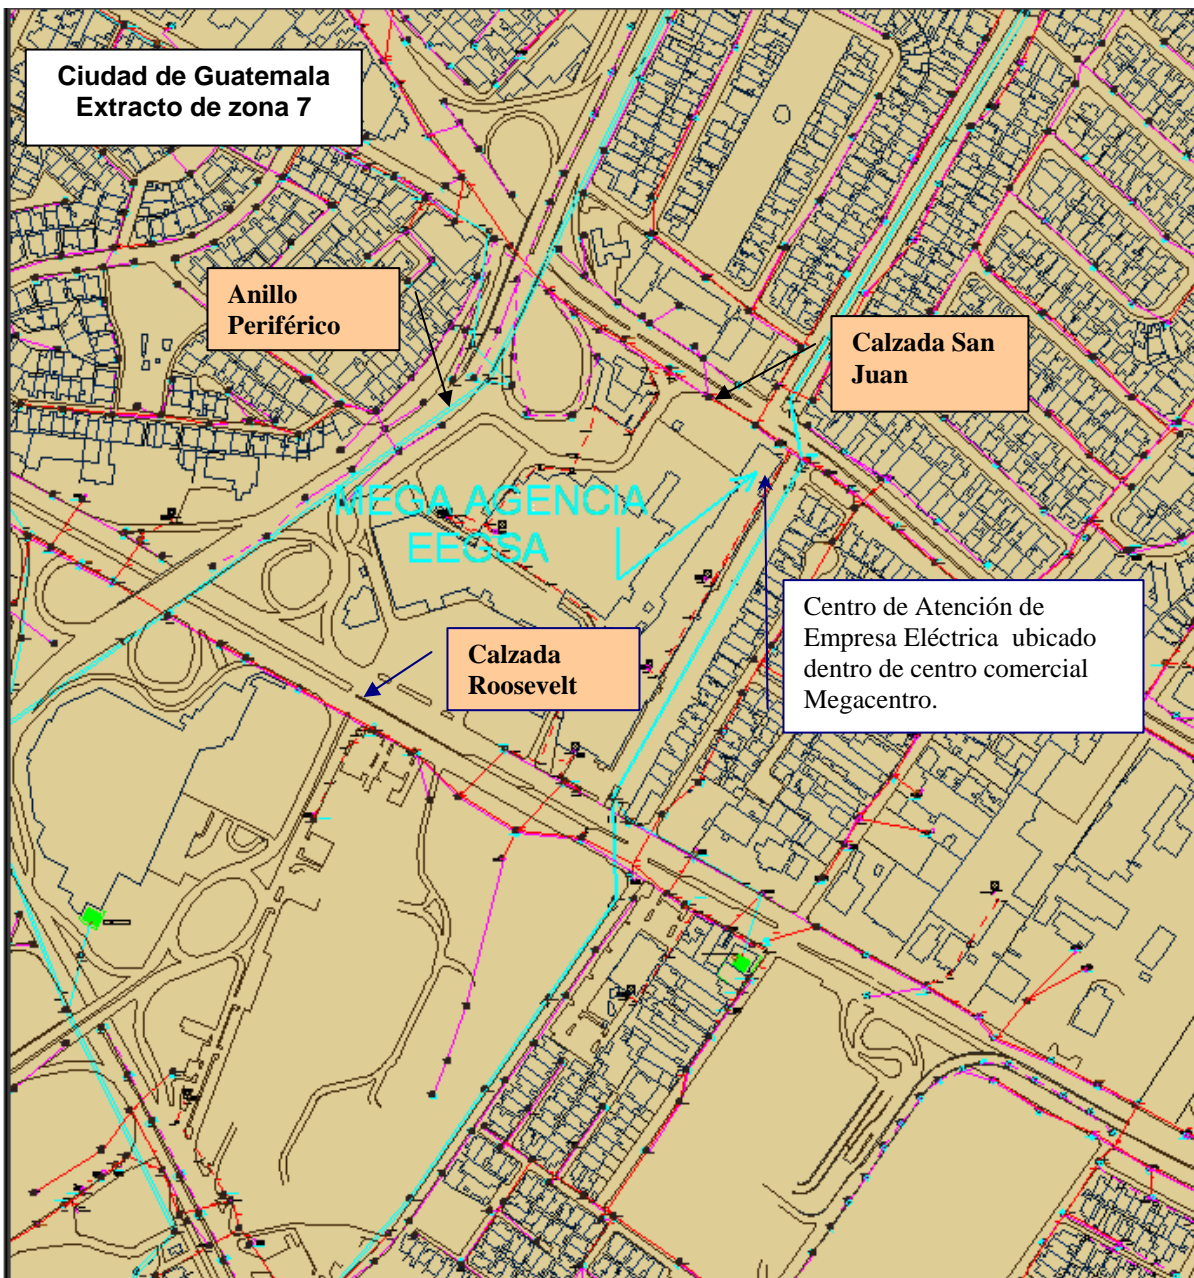 Ciudad de Guatemala
Extracto de zona 7
Anillo
Periférico
Calzada San
Juan
MEGA AGENCIA
EEGSA
Centro de Atención de
Empresa Eléctrica ubicado
dentro de centro comercial
Megacentro.
Calzada
Roosevelt